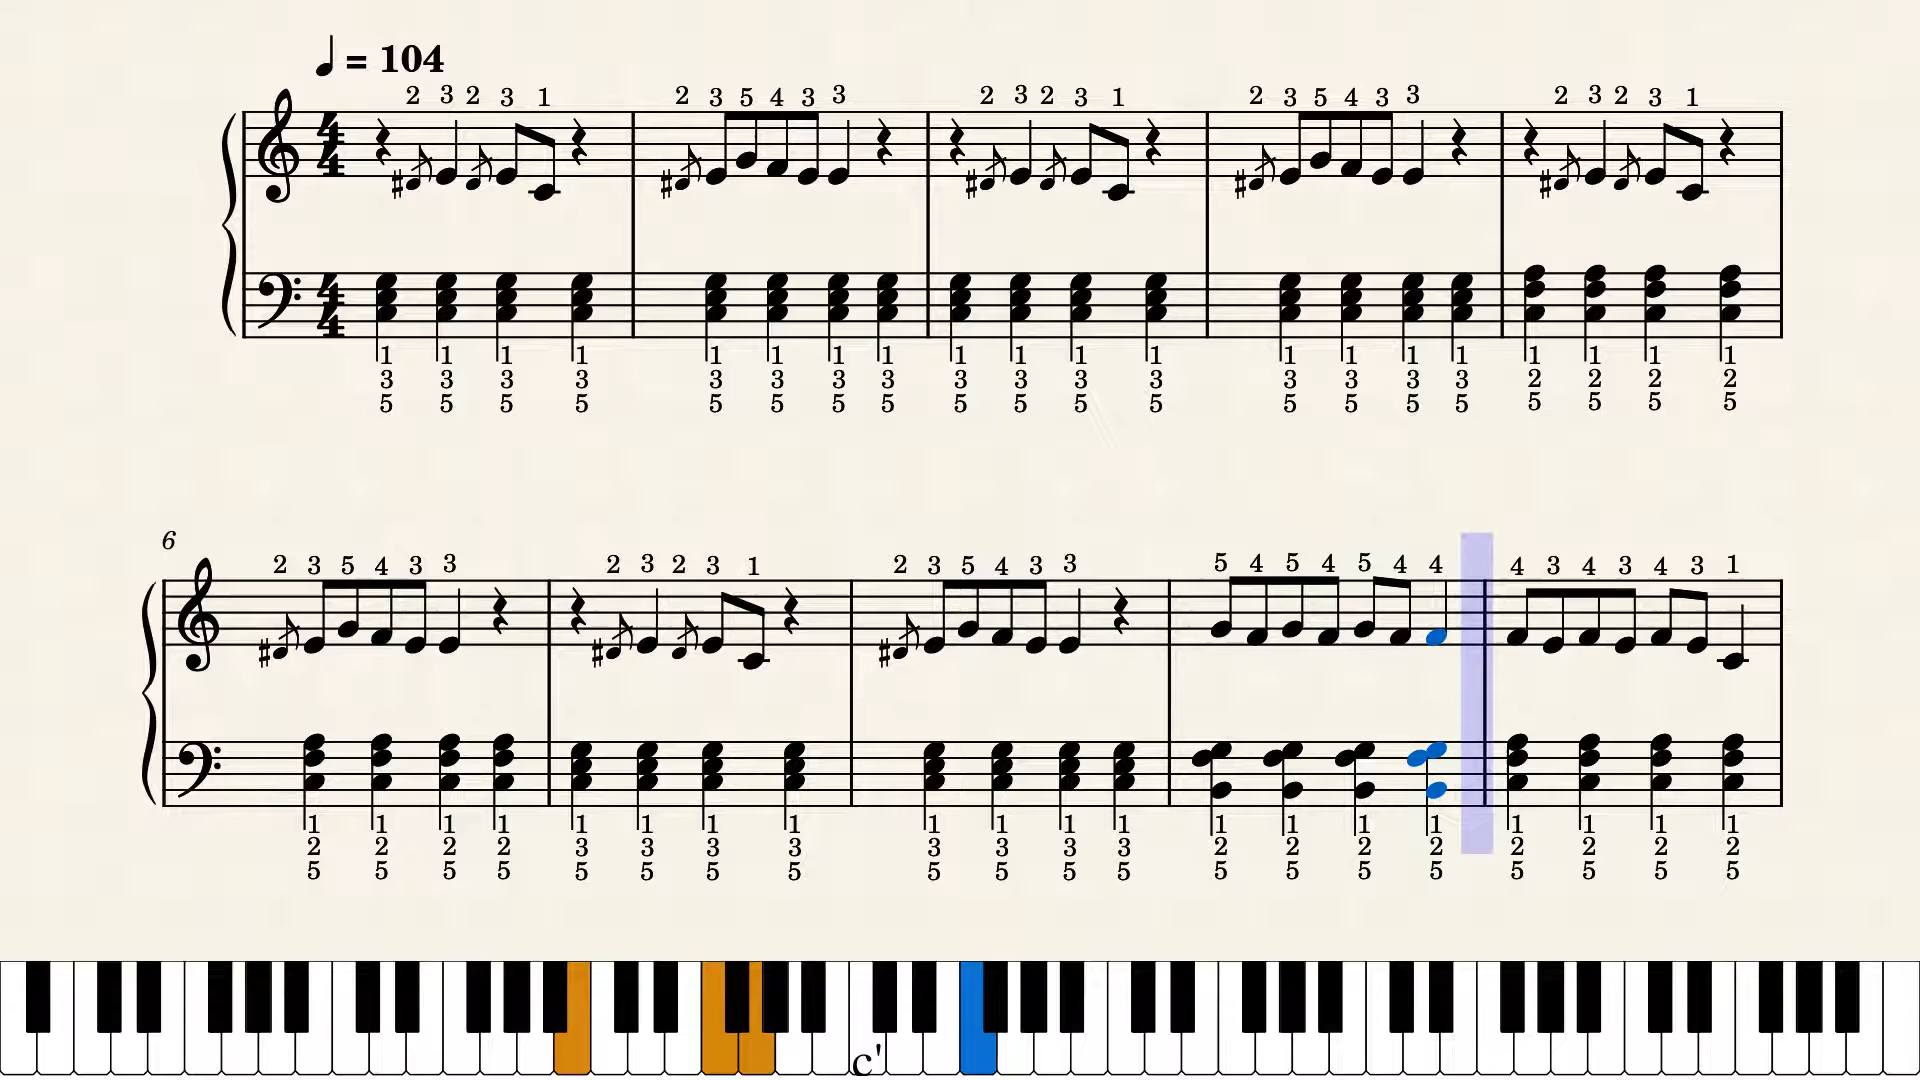 ♩ = 104
2 3 2 3 1 2 3 5 4 3 3 2 3 2 3 1 2 3 5 4 3 3 2 3 2 3 1
4 4
4 4
1 1 1 1 1 1 1 1 1 1 1 1 1 1 1 1 1 1 1 1
3 3 3 3 3 3 3 3 3 3 3 3 3 3 3 3 2 2 2 2
5 5 5 5 5 5 5 5 5 5 5 5 5 5 5 5 5 5 5 5
6
2 3 5 4 3 3 2 3 2 3 1 2 3 5 4 3 3 5 4 5 4 5 4 4 4 3 4 3 4 3 1
1 1 1 1 1 1 1 1 1 1 1 1 1 1 1 1 1 1 1 1
2 2 2 2 3 3 3 3 3 3 3 3 2 2 2 2 2 2 2 2
5 5 5 5 5 5 5 5 5 5 5 5 5 5 5 5 5 5 5 5
c'